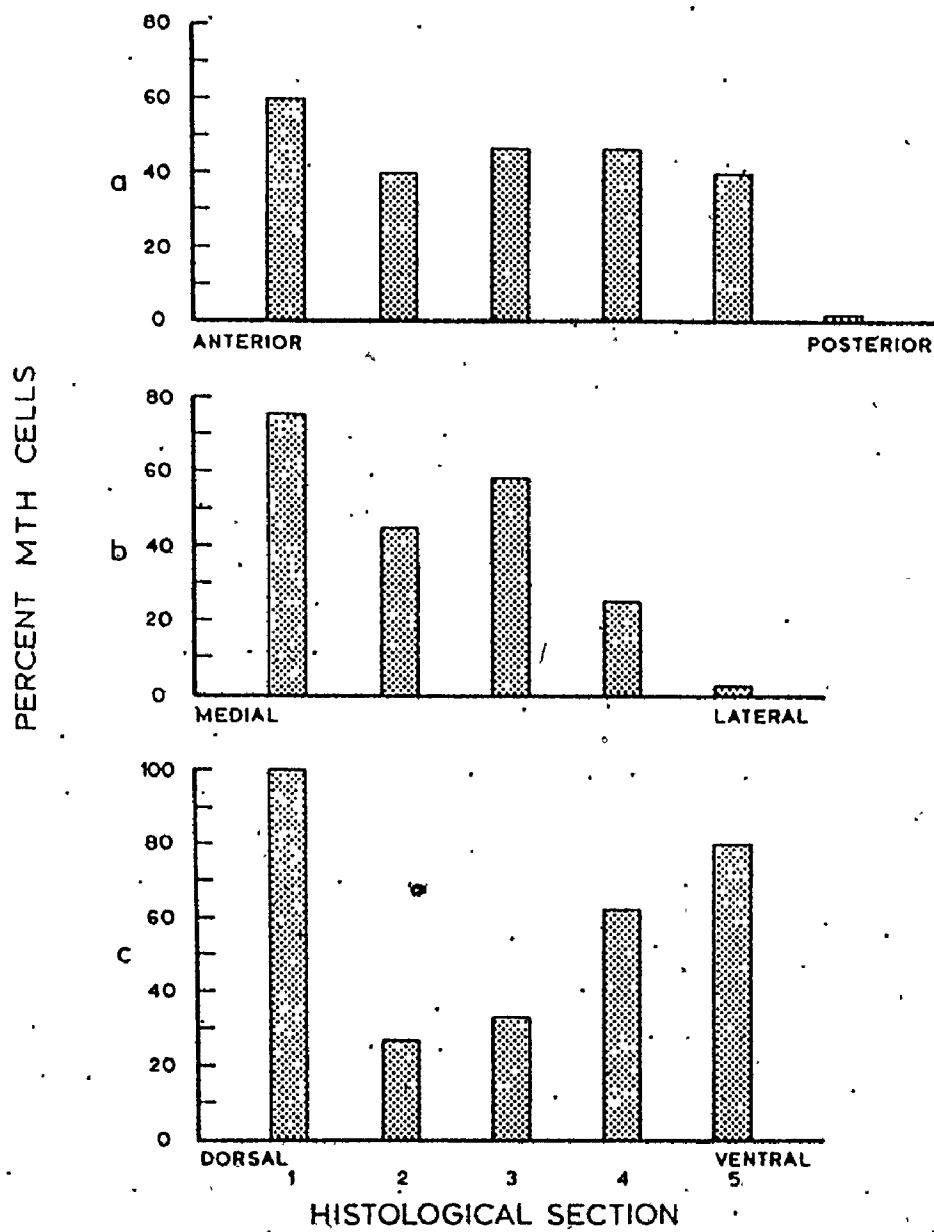 80
60
a
40
20
0
ANTERIOR POSTERIOR
PERCENT MTH CELLS
80
60
b
40
20
0
MEDIAL LATERAL
100
80
60
c
40
20
0
DORSAL VENTRAL
1 2 3 4 5
HISTOLOGICAL SECTION